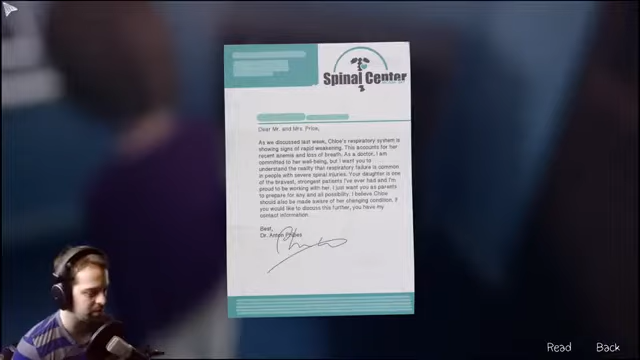 Spinal Center
Dear Mr. and Mrs. Price,
As we discussed last week, Chloe's respiratory system is
showing signs of rapid weakening. This accounts for her
recent anemia and loss of breath. As a doctor, I am
committed to her well-being, but I want you to
understand the reality that respiratory failure is common
in people with severe spinal injuries. Your daughter is one
of the bravest, strongest patients I've ever had and I'm
proud to be working with her. I just want you as parents
to prepare for any and all possibility. I believe Chloe
should also be made aware of her changing condition. If
you would like to discuss this further, you have my
contact information.
Best,
Dr. Anton
Read Back